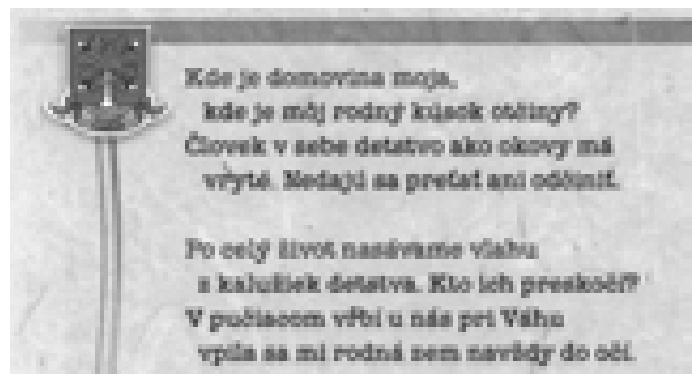 Kde je domovina moja,
kde je môj rodný kúsok otčiny?
Človek v sebe detstvo ako okovy má
vryté. Nedajú sa preťať ani odčiniť.
Po celý život nasávame vlahu
z kalužiek detstva. Kto ich preskočí?
V pučiacom vŕbí u nás pri Váhu
vpila sa mi rodná zem navždy do očí.